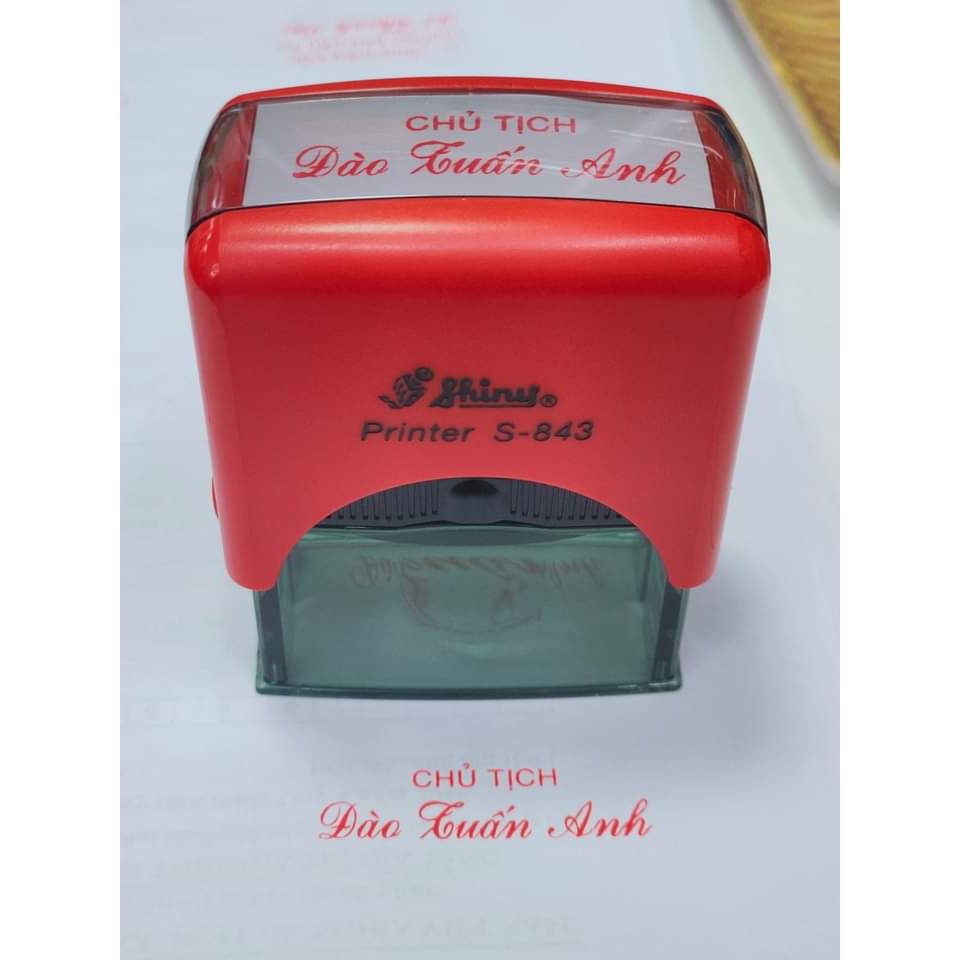 CHỦ TỊCH
Đào Tuấn Anh
Shiny®
Printer S-843
CHỦ TỊCH
Đào Tuấn Anh